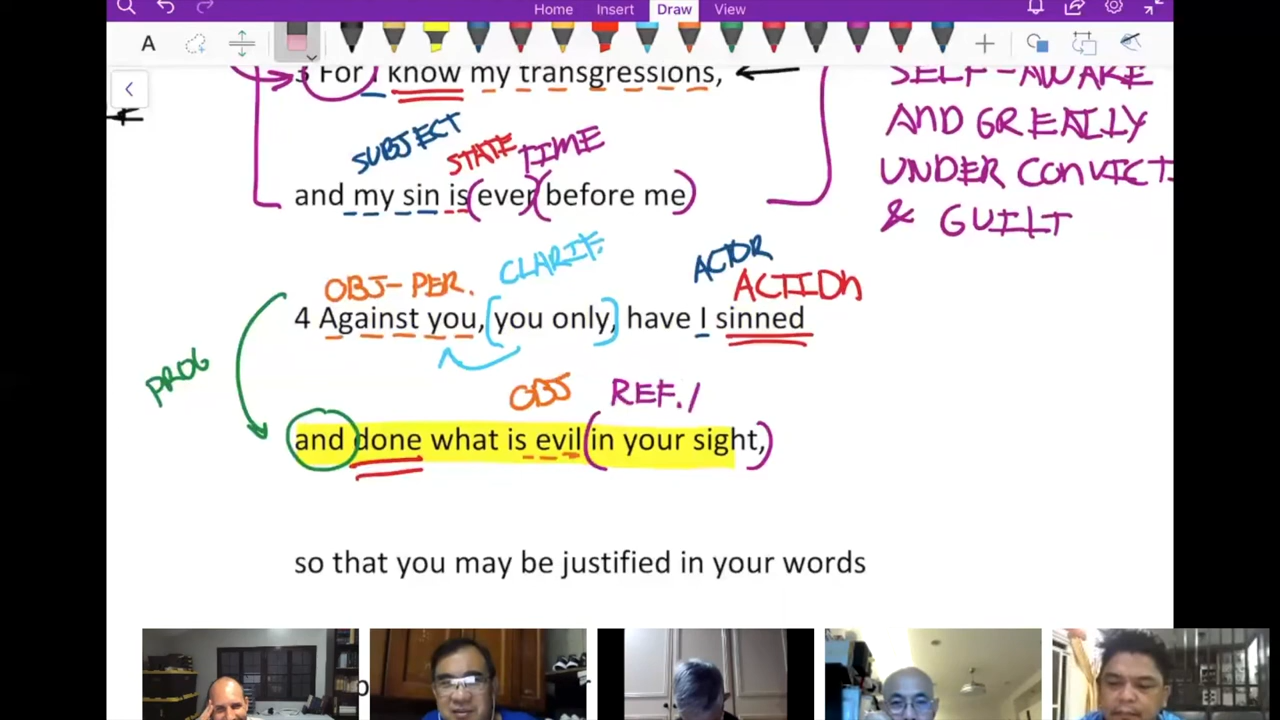 Home Insert Draw View
A
3 For I know my transgressions,
SELF-AWARE
AND GREALLY
UNDER CONVICT
& GUILT
SUBJECT STATE TIME
and my sin is (ever) (before me)
OBJ-PER. CLARIF. ACTOR ACTION
4 Against you, (you only,) have I sinned
PROG
OBJ REF. /
and done what is evil (in your sight,)
so that you may be justified in your words